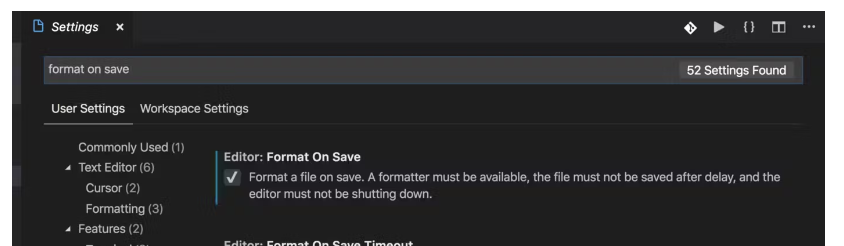 Settings
format on save
52 Settings Found
User Settings Workspace Settings
Commonly Used (1)
Text Editor (6)
Cursor (2)
Formatting (3)
Features (2)
Editor: Format On Save
Format a file on save. A formatter must be available, the file must not be saved after delay, and the
editor must not be shutting down.
Editor: Format On Save Timeout